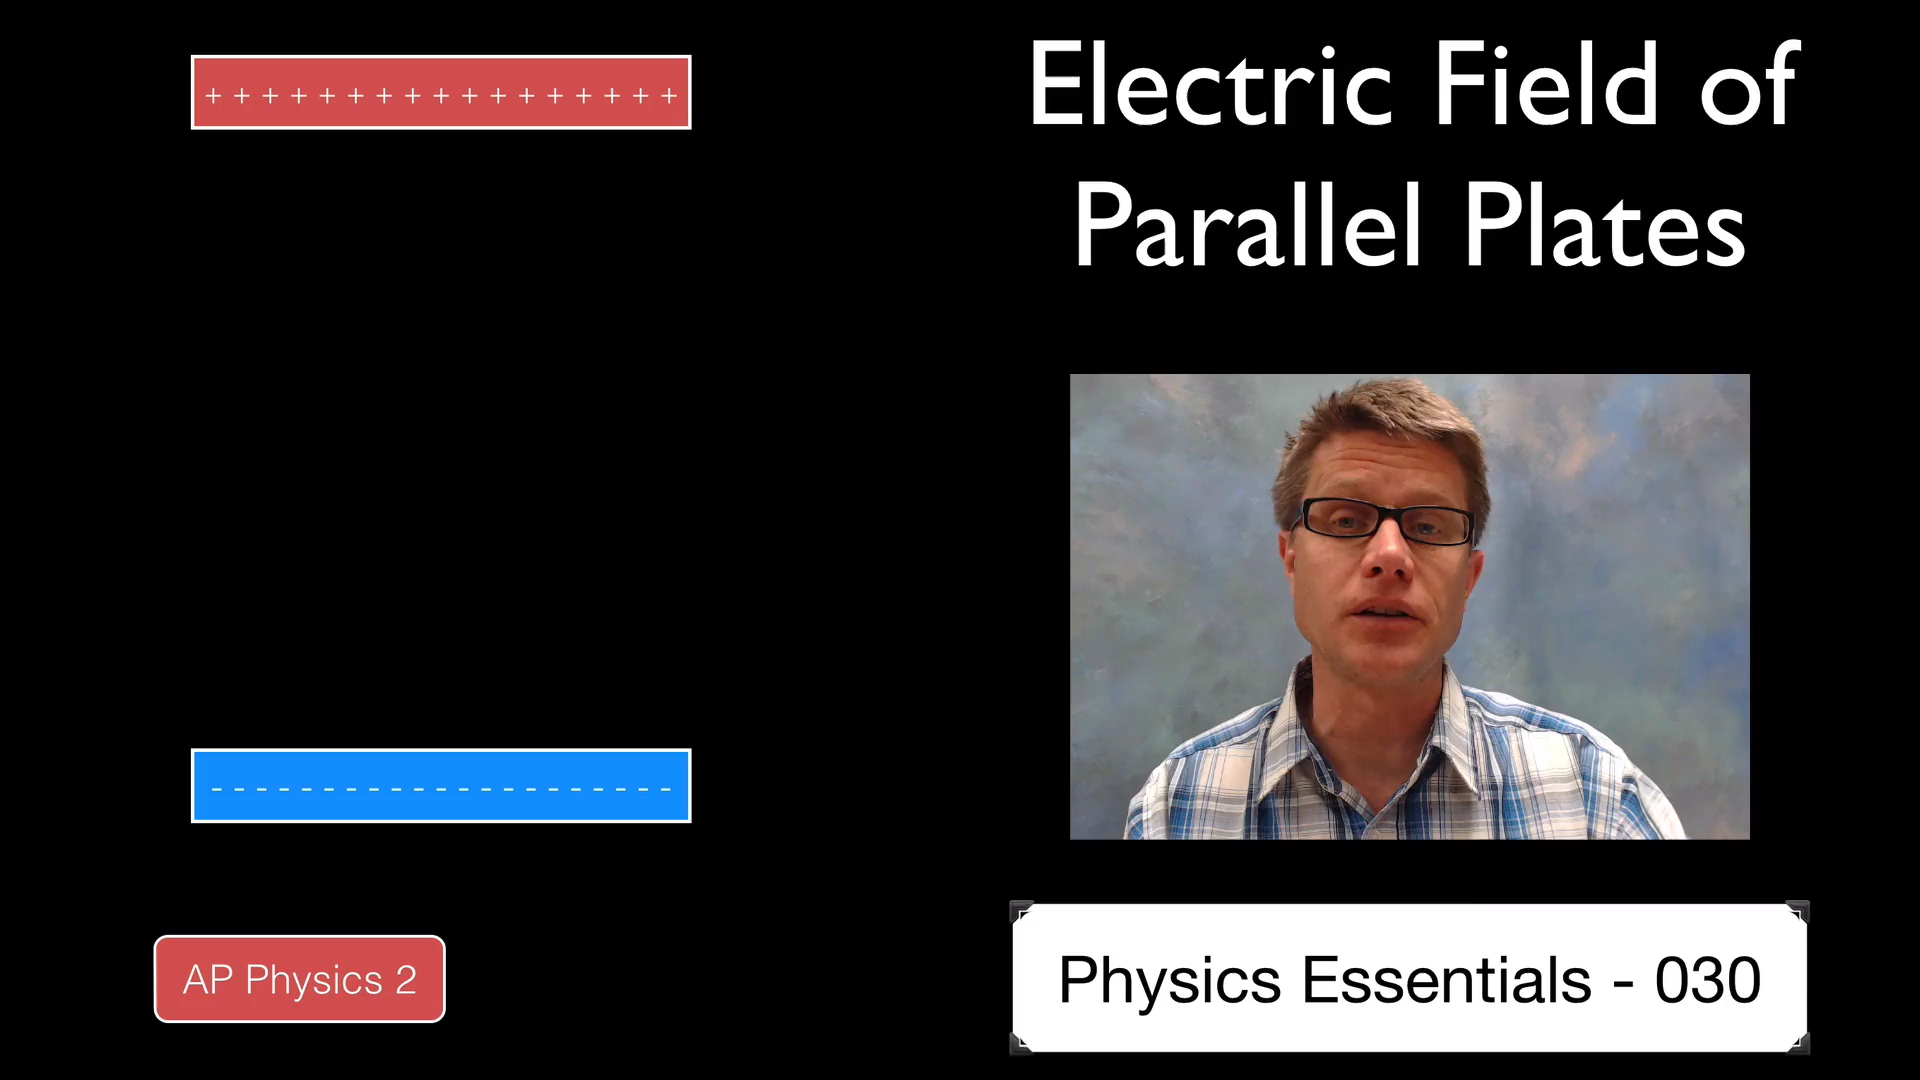 + + + + + + + + + + + + + + + + +
Electric Field of
Parallel Plates
- - - - - - - - - - - - - - - - - - - - -
AP Physics 2
Physics Essentials - 030